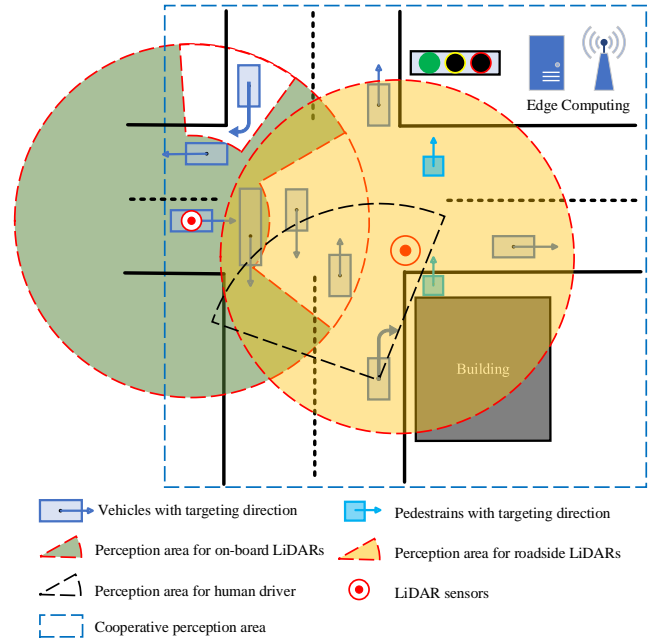 Edge Computing
Building
Vehicles with targeting direction
Pedestrains with targeting direction
Perception area for on-board LiDARs
Perception area for roadside LiDARs
Perception area for human driver
LiDAR sensors
Cooperative perception area